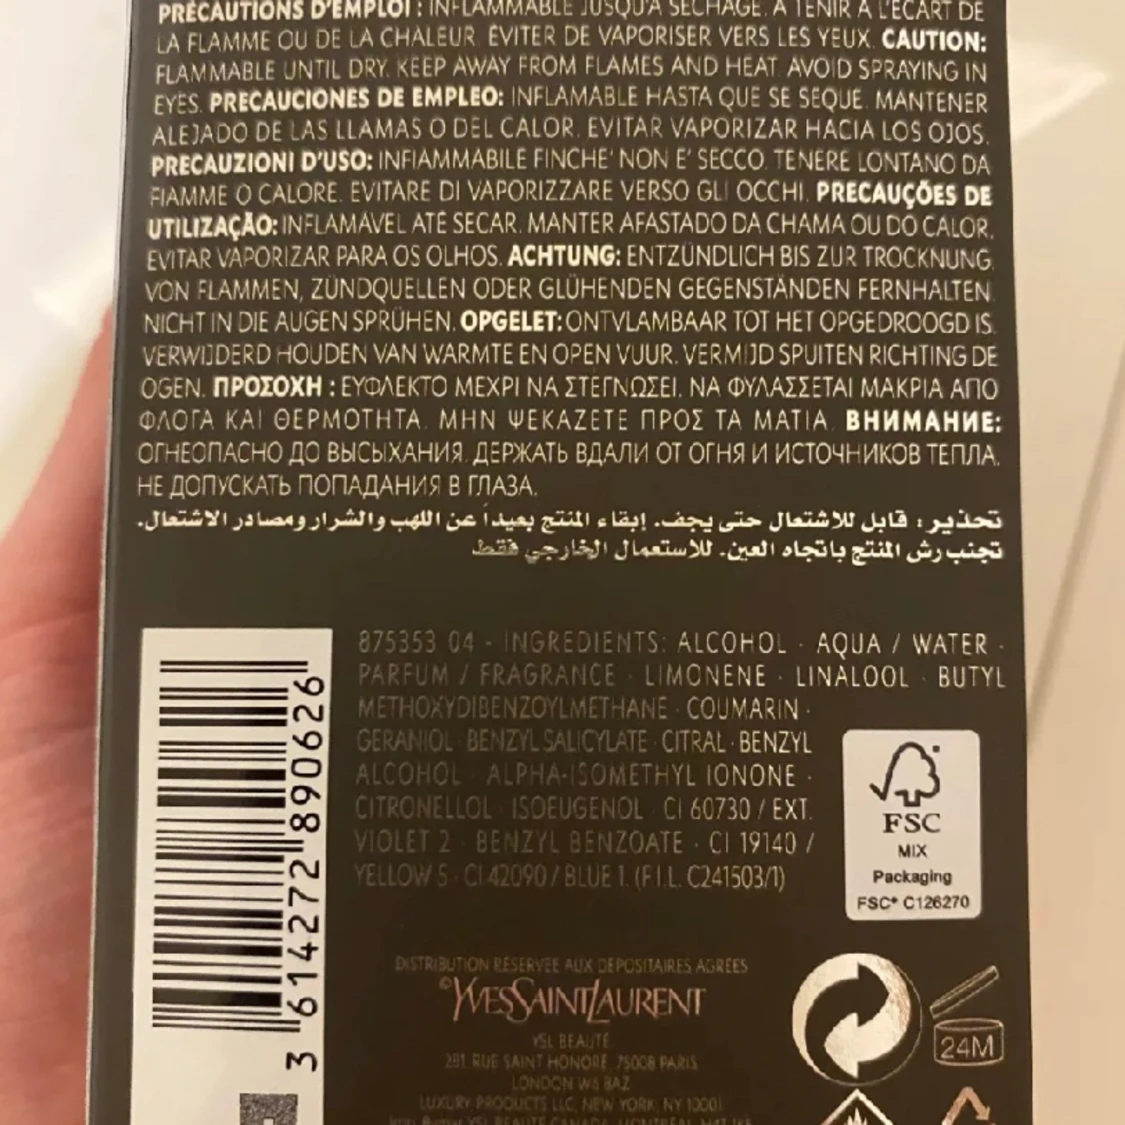 PRÉCAUTIONS D'EMPLOI : INFLAMMABLE JUSQU'À SÉCHAGE. À TENIR À L'ÉCART DE
LA FLAMME OU DE LA CHALEUR. ÉVITER DE VAPORISER VERS LES YEUX. CAUTION:
FLAMMABLE UNTIL DRY. KEEP AWAY FROM FLAMES AND HEAT. AVOID SPRAYING IN
EYES. PRECAUCIONES DE EMPLEO: INFLAMABLE HASTA QUE SE SEQUE. MANTENER
ALEJADO DE LAS LLAMAS O DEL CALOR. EVITAR VAPORIZAR HACIA LOS OJOS.
PRECAUZIONI D'USO: INFIAMMABILE FINCHE' NON E' SECCO. TENERE LONTANO DA
FIAMME O CALORE. EVITARE DI VAPORIZZARE VERSO GLI OCCHI. PRECAUÇÕES DE
UTILIZAÇÃO: INFLAMÁVEL ATÉ SECAR. MANTER AFASTADO DA CHAMA OU DO CALOR.
EVITAR VAPORIZAR PARA OS OLHOS. ACHTUNG: ENTZÜNDLICH BIS ZUR TROCKNUNG.
VON FLAMMEN, ZÜNDQUELLEN ODER GLÜHENDEN GEGENSTÄNDEN FERNHALTEN.
NICHT IN DIE AUGEN SPRÜHEN. OPGELET: ONTVLAMBAAR TOT HET OPGEDROOGD IS.
VERWIJDERD HOUDEN VAN WARMTE EN OPEN VUUR. VERMIJD SPUITEN RICHTING DE
OGEN. ΠΡΟΣΟΧΗ : ΕΥΦΛΕΚΤΟ ΜΕΧΡΙ ΝΑ ΣΤΕΓΝΩΣΕΙ. ΝΑ ΦΥΛΑΣΣΕΤΑΙ ΜΑΚΡΙΑ ΑΠΟ
ΦΛΟΓΑ ΚΑΙ ΘΕΡΜΟΤΗΤΑ. ΜΗΝ ΨΕΚΑΖΕΤΕ ΠΡΟΣ ΤΑ ΜΑΤΙΑ. ВНИМАНИЕ:
ОГНЕОПАСНО ДО ВЫСЫХАНИЯ. ДЕРЖАТЬ ВДАЛИ ОТ ОГНЯ И ИСТОЧНИКОВ ТЕПЛА.
НЕ ДОПУСКАТЬ ПОПАДАНИЯ В ГЛАЗА.
تحذير: قابل للاشتعال حتى يجف. إبقاء المنتج بعيداً عن اللهب والشرار ومصادر الاشتعال.
تجنب رش المنتج باتجاه العين. للاستعمال الخارجي فقط
875353 04 - INGREDIENTS: ALCOHOL · AQUA / WATER ·
PARFUM / FRAGRANCE · LIMONENE · LINALOOL · BUTYL
METHOXYDIBENZOYLMETHANE · COUMARIN ·
GERANIOL · BENZYL SALICYLATE · CITRAL · BENZYL
ALCOHOL · ALPHA-ISOMETHYL IONONE ·
CITRONELLOL · ISOEUGENOL · CI 60730 / EXT.
VIOLET 2 · BENZYL BENZOATE · CI 19140 /
YELLOW 5 · CI 42090 / BLUE 1. (F.I.L. C241503/1)
3 614272 890626
FSC
MIX
Packaging
FSC® C126270
DISTRIBUTION RÉSERVÉE AUX DÉPOSITAIRES AGRÉÉS
©YVESSAINTLAURENT
YSL BEAUTÉ
281, RUE SAINT HONORÉ, 75008 PARIS
LONDON W6 8AZ
LUXURY PRODUCTS LLC, NEW YORK, NY 10001
YSL BEAUTÉ CANADA, MONTRÉAL
24M